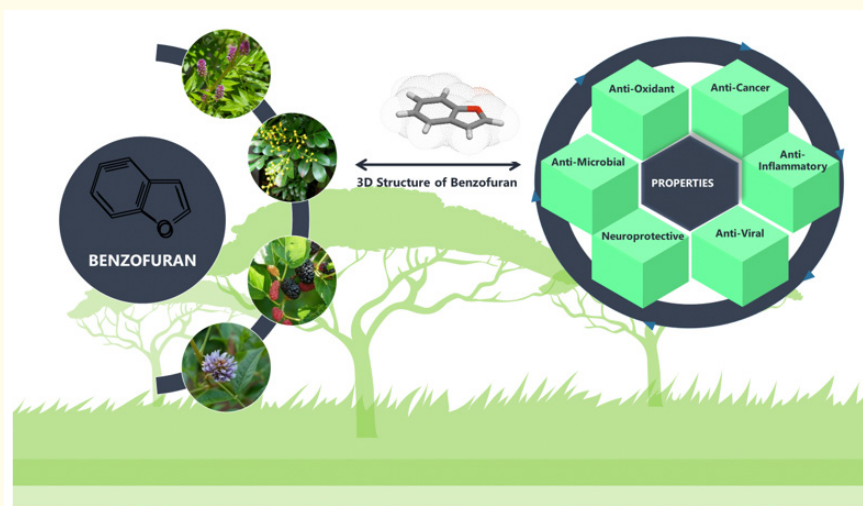 O
BENZOFURAN
3D Structure of Benzofuran
Anti-Oxidant
Anti-Cancer
Anti-Microbial
Anti-
Inflammatory
PROPERTIES
Neuroprotective
Anti-Viral